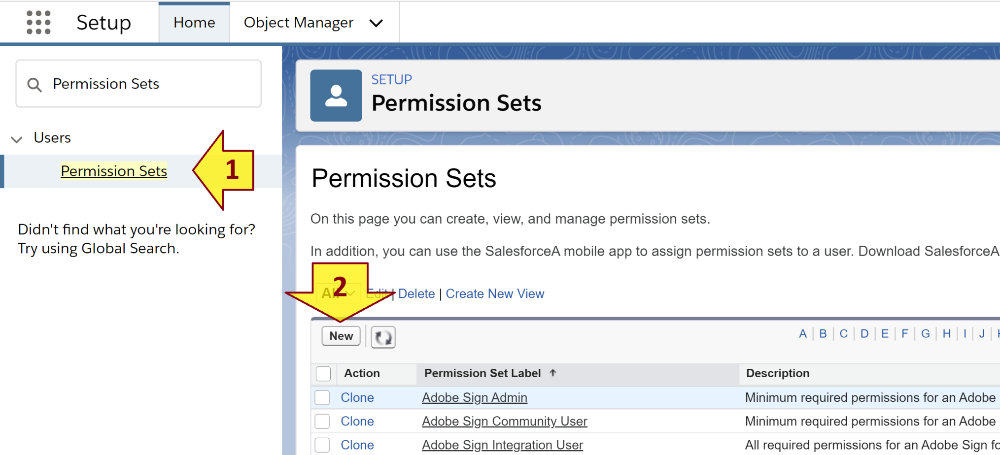 Setup Home Object Manager
Permission Sets
SETUP
Permission Sets
Users
Permission Sets
1
Didn't find what you're looking for?
Try using Global Search.
Permission Sets
On this page you can create, view, and manage permission sets.
In addition, you can use the SalesforceA mobile app to assign permission sets to a user. Download SalesforceA
2
All Edit | Delete | Create New View
New A | B | C | D | E | F | G | H | I | J |
Action Permission Set Label ↑ Description
Clone Adobe Sign Admin Minimum required permissions for an Adobe
Clone Adobe Sign Community User Minimum required permissions for an Adobe
Clone Adobe Sign Integration User All required permissions for an Adobe Sign fo